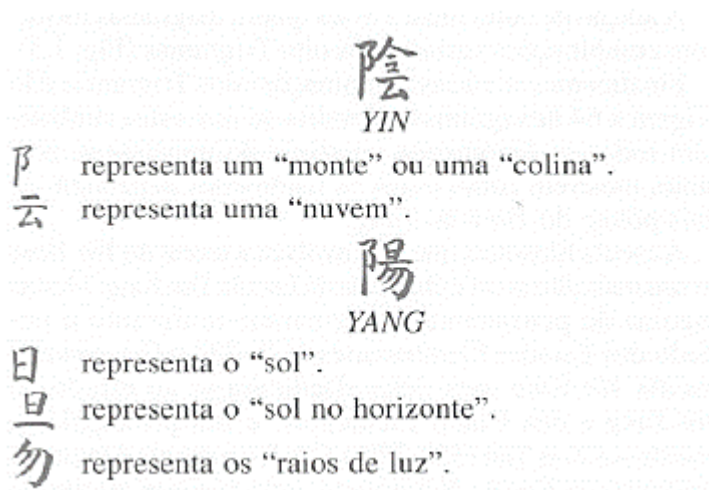 陰
YIN
阝 representa um “monte” ou uma “colina”.
云 representa uma “nuvem”
陽
YANG
日 representa o “sol”.
旦 representa o “sol no horizonte”.
勿 representa os “raios de luz”.